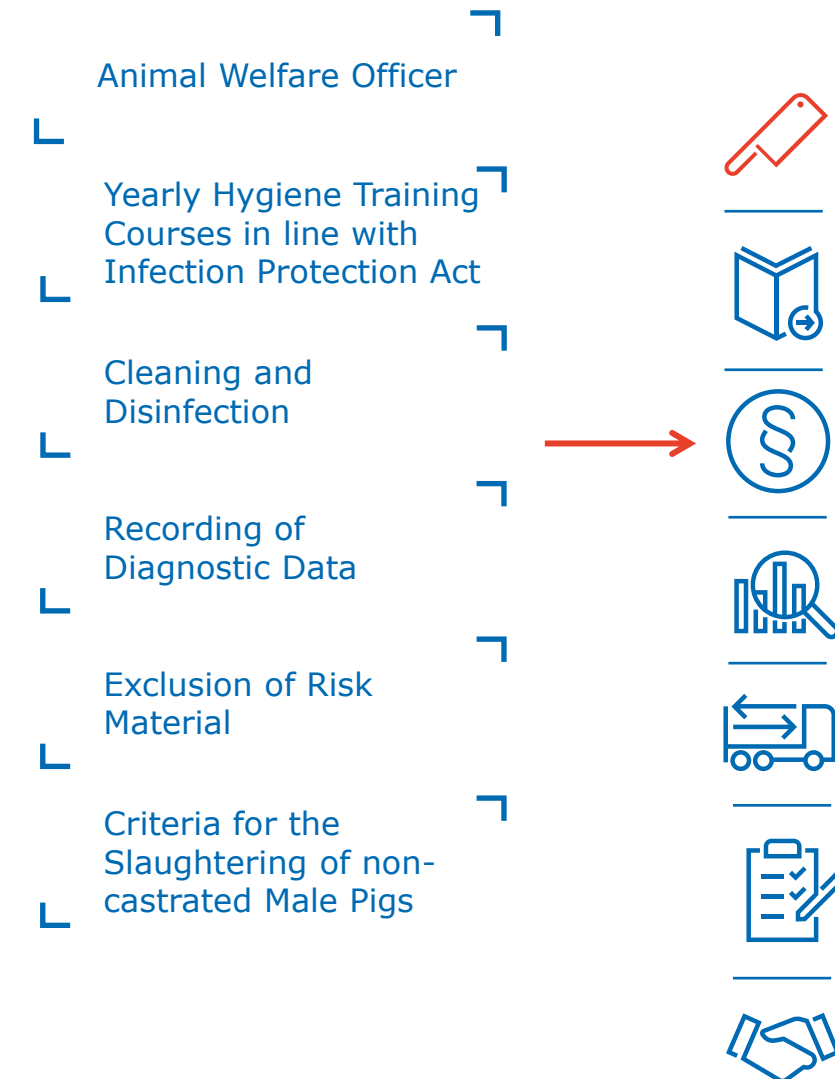 Animal Welfare Officer
Yearly Hygiene Training
Courses in line with
Infection Protection Act
Cleaning and
Disinfection
Recording of
Diagnostic Data
Exclusion of Risk
Material
Criteria for the
Slaughtering of non-
castrated Male Pigs
§